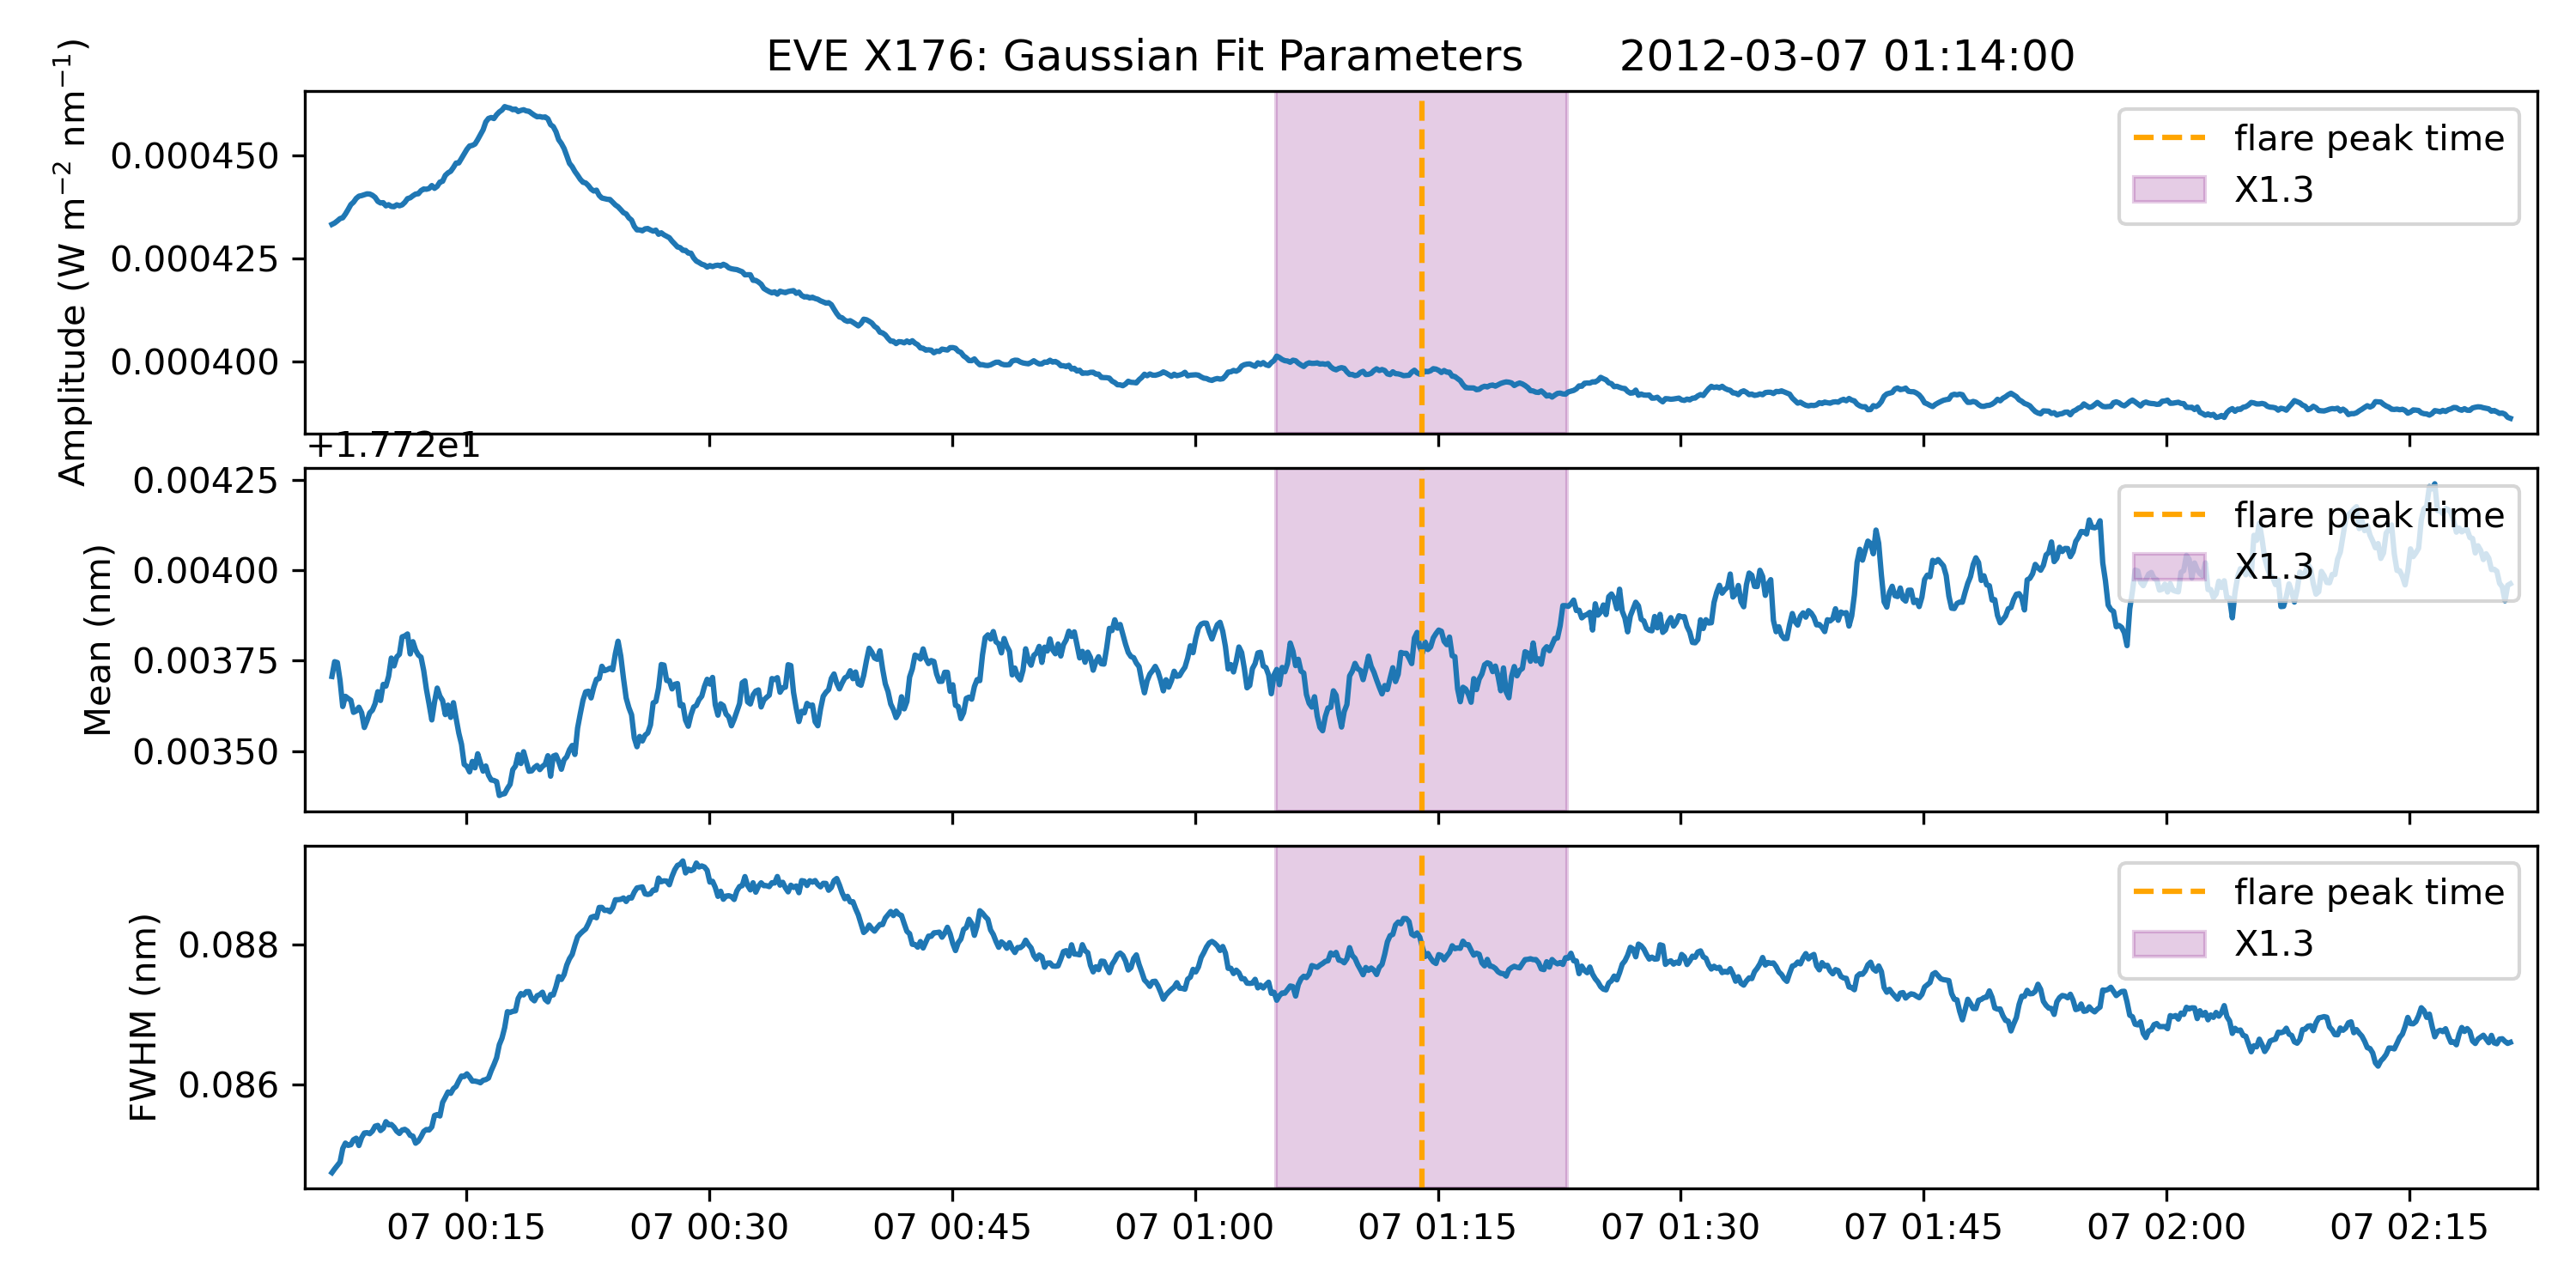 EVE X176: Gaussian Fit Parameters 2012-03-07 01:14:00
Amplitude (W m⁻² nm⁻¹)
0.000450
0.000425
0.000400
flare peak time
X1.3
+1.772e1
Mean (nm)
0.00425
0.00400
0.00375
0.00350
flare peak time
X1.3
FWHM (nm)
0.088
0.086
flare peak time
X1.3
07 00:15 07 00:30 07 00:45 07 01:00 07 01:15 07 01:30 07 01:45 07 02:00 07 02:15